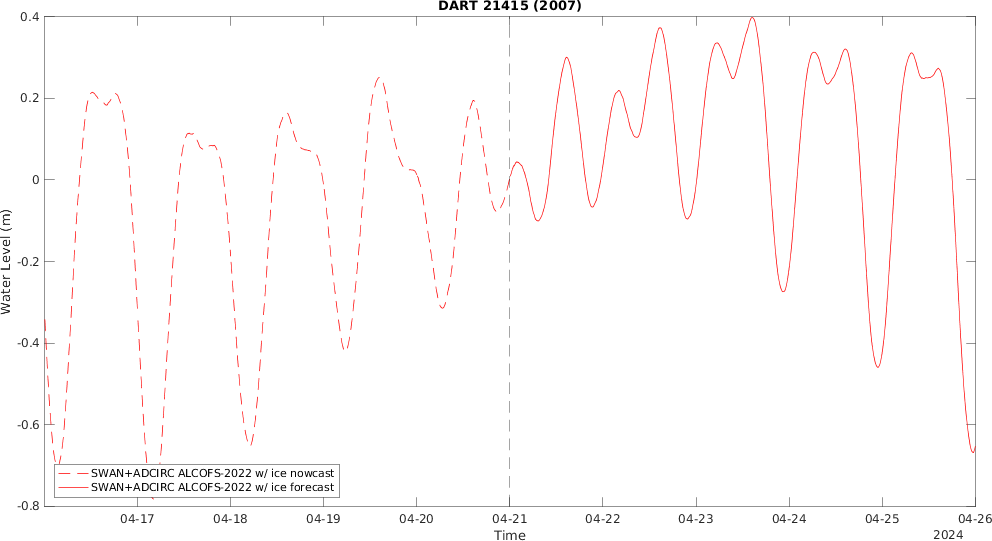 DART 21415 (2007)
0.4
0.2
0
-0.2
-0.4
-0.6
-0.8
Water Level (m)
SWAN+ADCIRC ALCOFS-2022 w/ ice nowcast
SWAN+ADCIRC ALCOFS-2022 w/ ice forecast
04-17 04-18 04-19 04-20 04-21 04-22 04-23 04-24 04-25 04-26
Time
2024